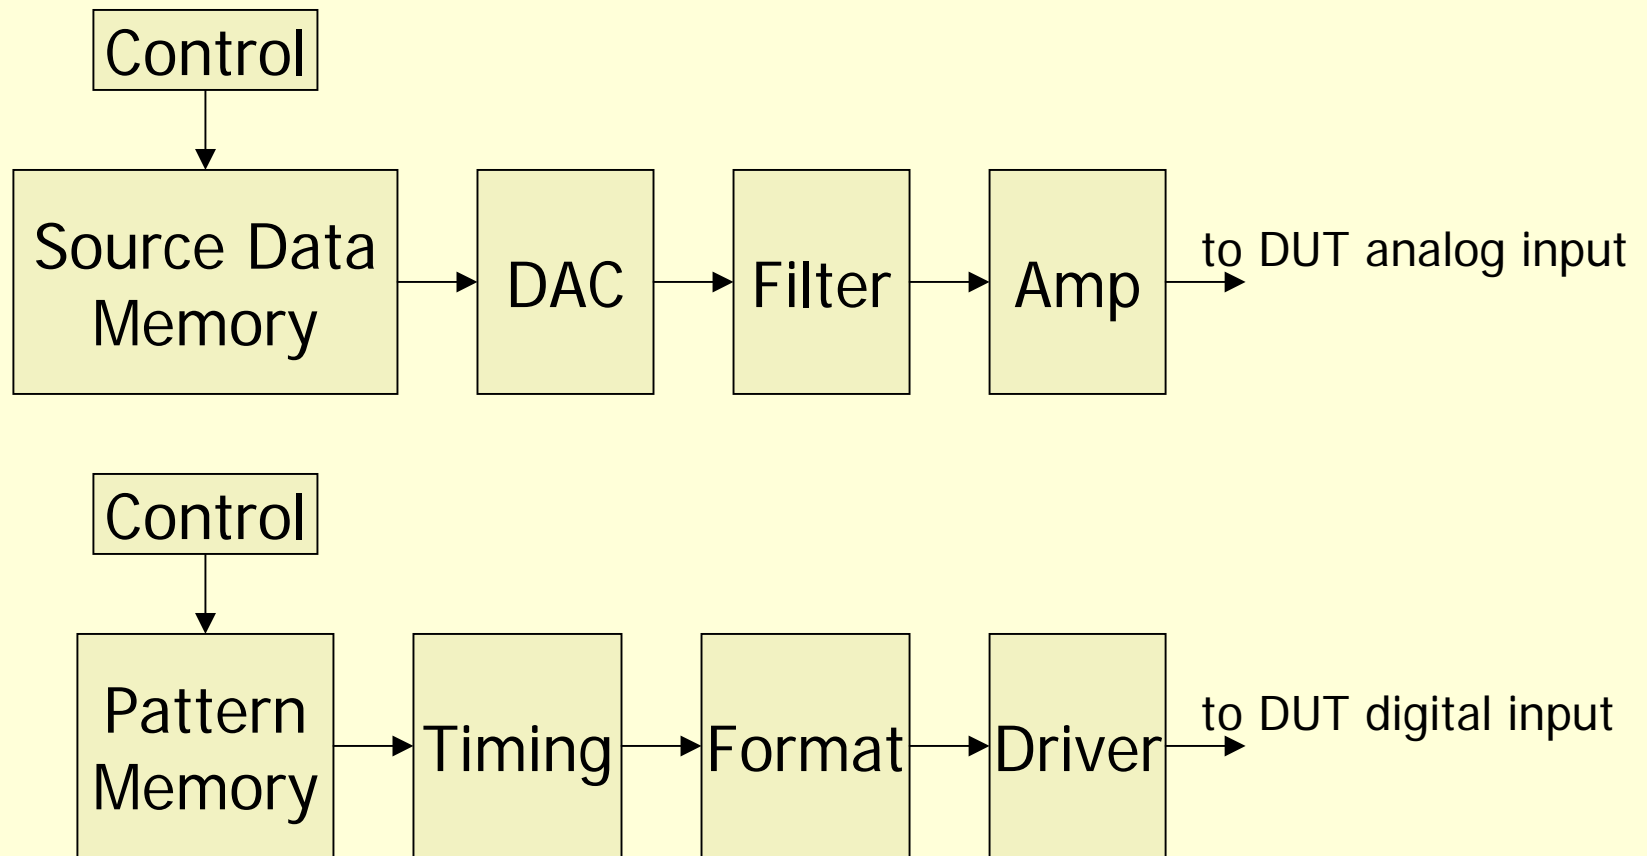 Control
Source Data
Memory
DAC
Filter
Amp
to DUT analog input
Control
Pattern
Memory
Timing
Format
Driver
to DUT digital input